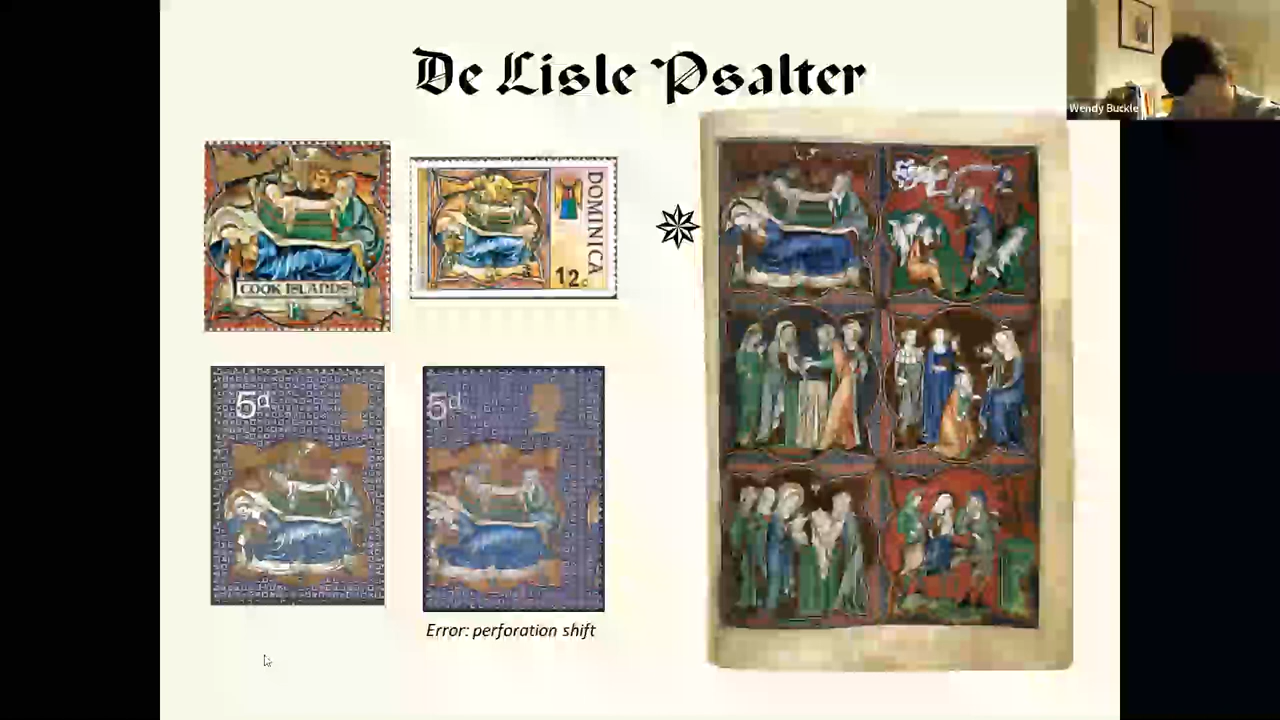 De Lisle Psalter
Wendy Buckle
COOK ISLANDS
DOMINICA
12c
5d
5d
Error: perforation shift